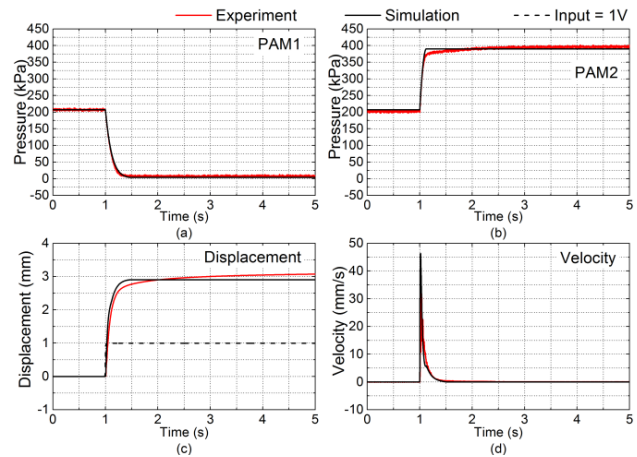 Experiment Simulation Input = 1V
450
400
350
300
250
200
150
100
50
0
-50
Pressure (kPa)
PAM1
0 1 2 3 4 5
Time (s)
(a)
450
400
350
300
250
200
150
100
50
0
-50
Pressure (kPa)
PAM2
0 1 2 3 4 5
Time (s)
(b)
4
3
2
1
0
-1
Displacement (mm)
Displacement
0 1 2 3 4 5
Time (s)
(c)
50
40
30
20
10
0
-10
Velocity (mm/s)
Velocity
0 1 2 3 4 5
Time (s)
(d)